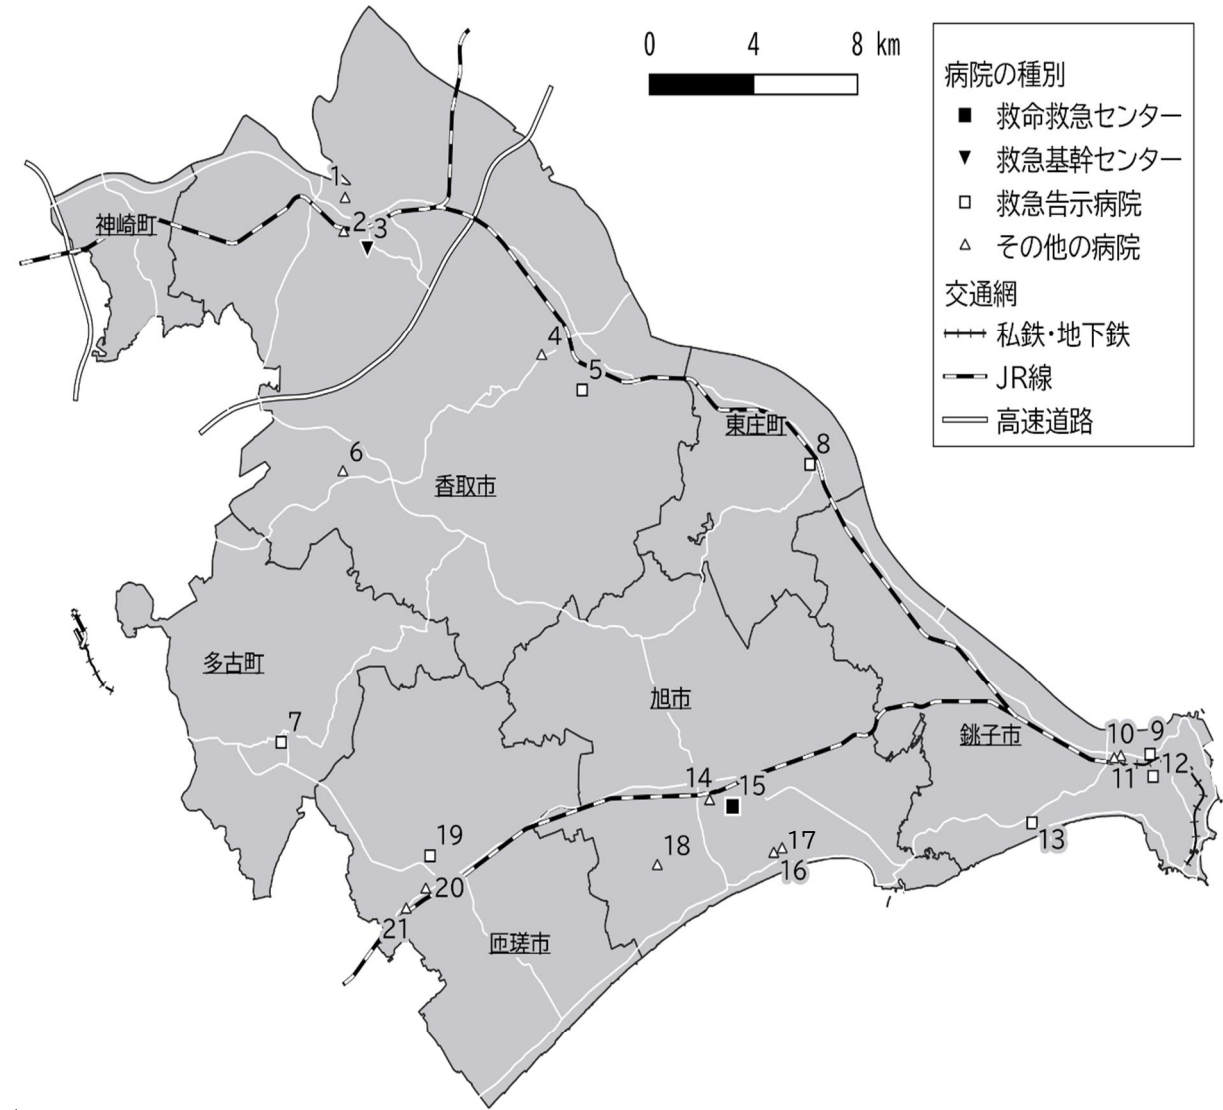 0 4 8 km
病院の種別
救命救急センター
救急基幹センター
救急告示病院
その他の病院
交通網
私鉄・地下鉄
JR線
高速道路
1
神崎町
2 3
4
5
東庄町
8
6
香取市
多古町
旭市
7
銚子市
10 9
11 12
14
15
13
19
18
17
16
20
21
匝瑳市